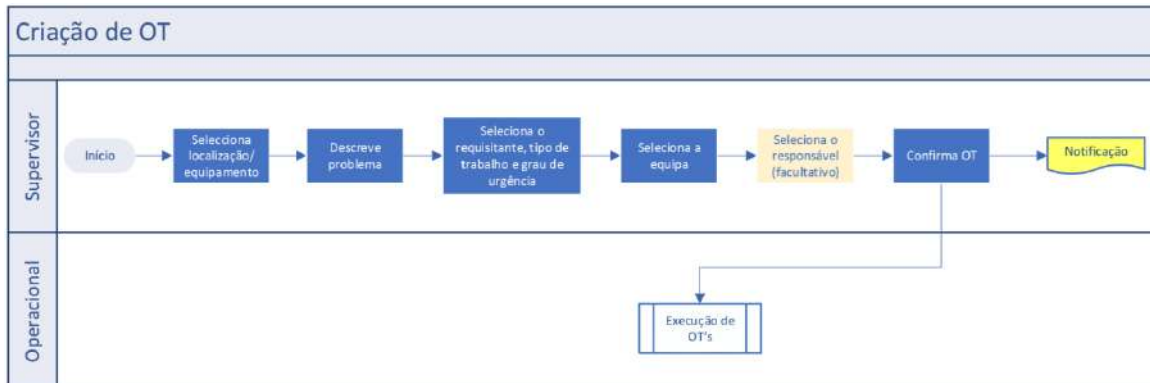 Criação de OT
Supervisor
Início
Selecciona
localização/
equipamento
Descreve
problema
Seleciona o
requisitante, tipo de
trabalho e grau de
urgência
Seleciona a
equipa
Seleciona o
responsável
(facultativo)
Confirma OT
Notificação
Operacional
Execução de
OT's